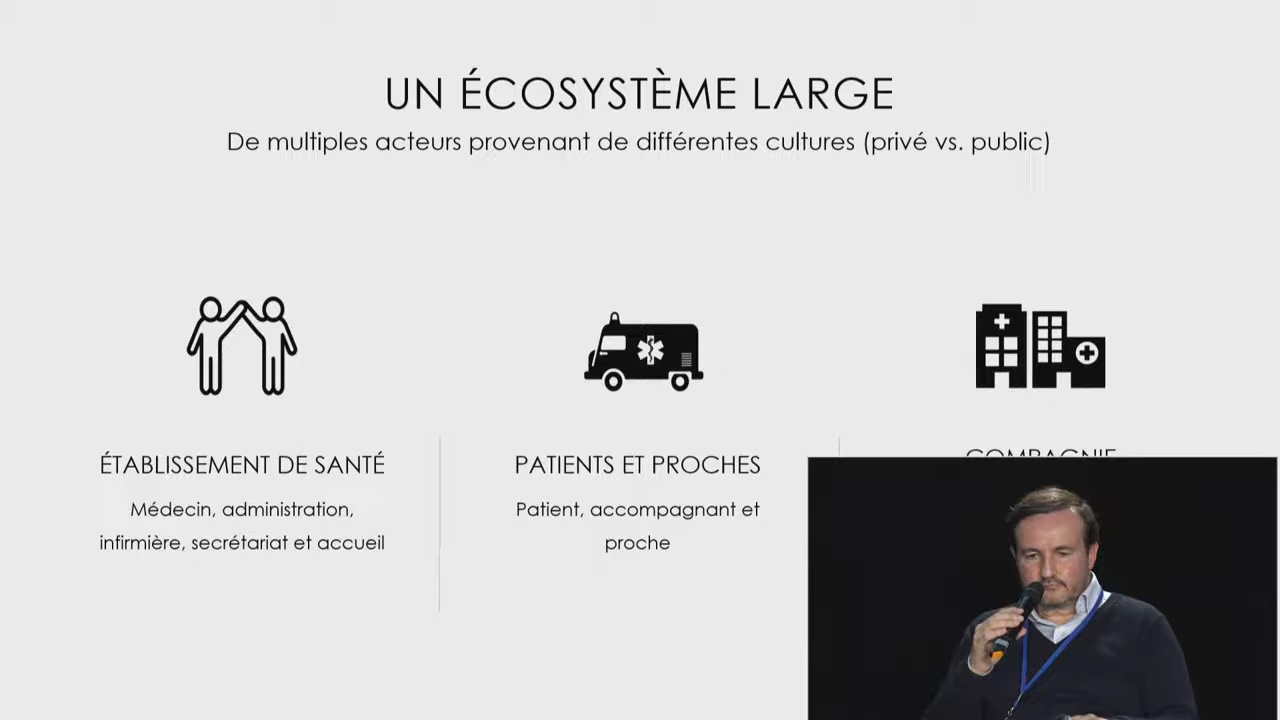 UN ÉCOSYSTÈME LARGE
De multiples acteurs provenant de différentes cultures (privé vs. public)
ÉTABLISSEMENT DE SANTÉ
Médecin, administration,
infirmière, secrétariat et accueil
PATIENTS ET PROCHES
Patient, accompagnant et
proche
COMPAGNIE